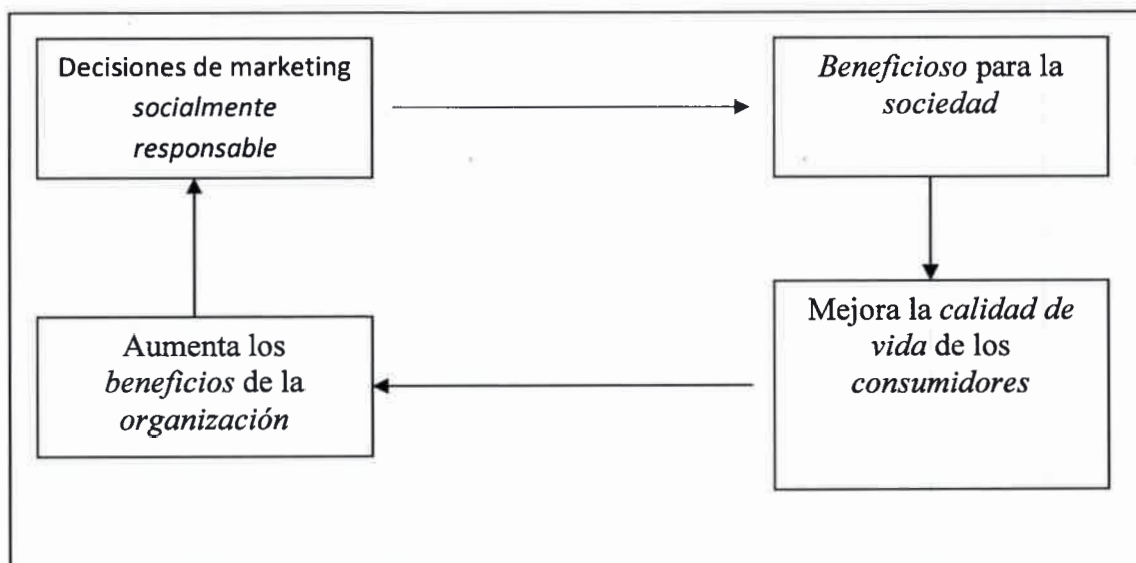 Decisiones de marketing
socialmente
responsable
Beneficioso para la
sociedad
Mejora la calidad de
vida de los
consumidores
Aumenta los
beneficios de la
organización